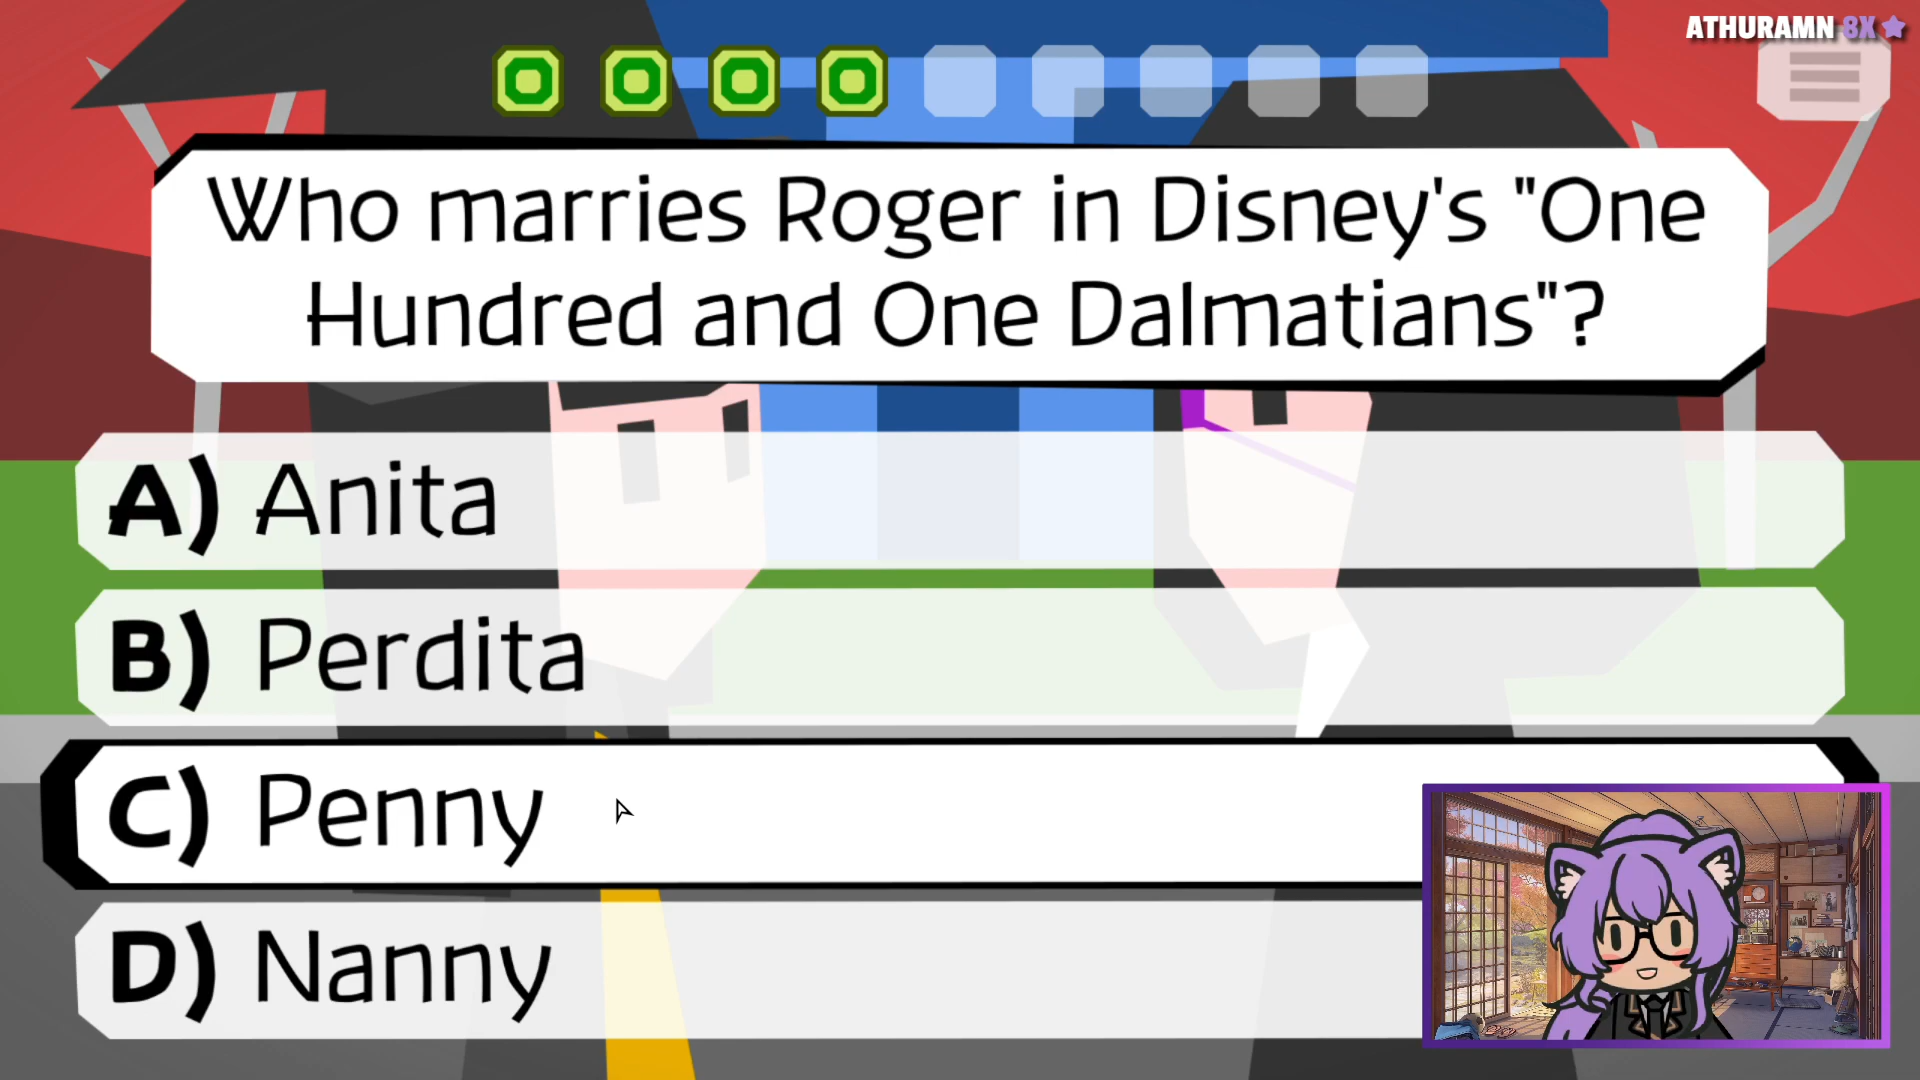 ATHURAMN 8X
Who marries Roger in Disney's "One
Hundred and One Dalmatians"?
A) Anita
B) Perdita
C) Penny
D) Nanny